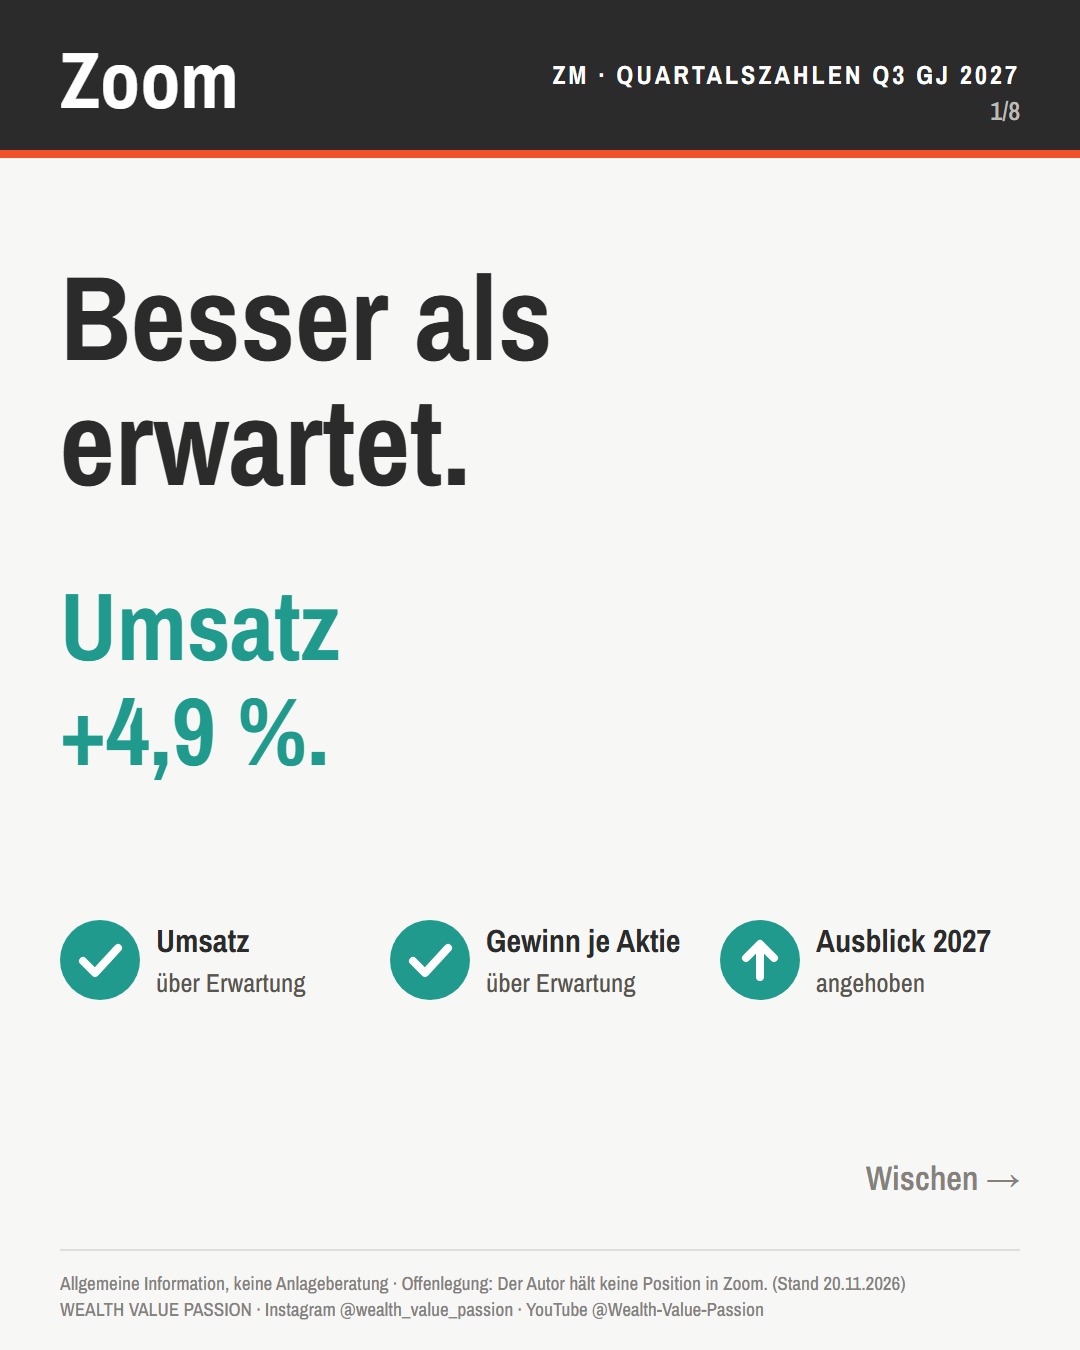 Zoom
ZM · QUARTALSZAHLEN Q3 GJ 2027
1/8
Besser als
erwartet.
Umsatz
+4,9 %.
Umsatz
über Erwartung
Gewinn je Aktie
über Erwartung
Ausblick 2027
angehoben
Wischen →
Allgemeine Information, keine Anlageberatung · Offenlegung: Der Autor hält keine Position in Zoom. (Stand 20.11.2026)
WEALTH VALUE PASSION · Instagram @wealth_value_passion · YouTube @Wealth-Value-Passion